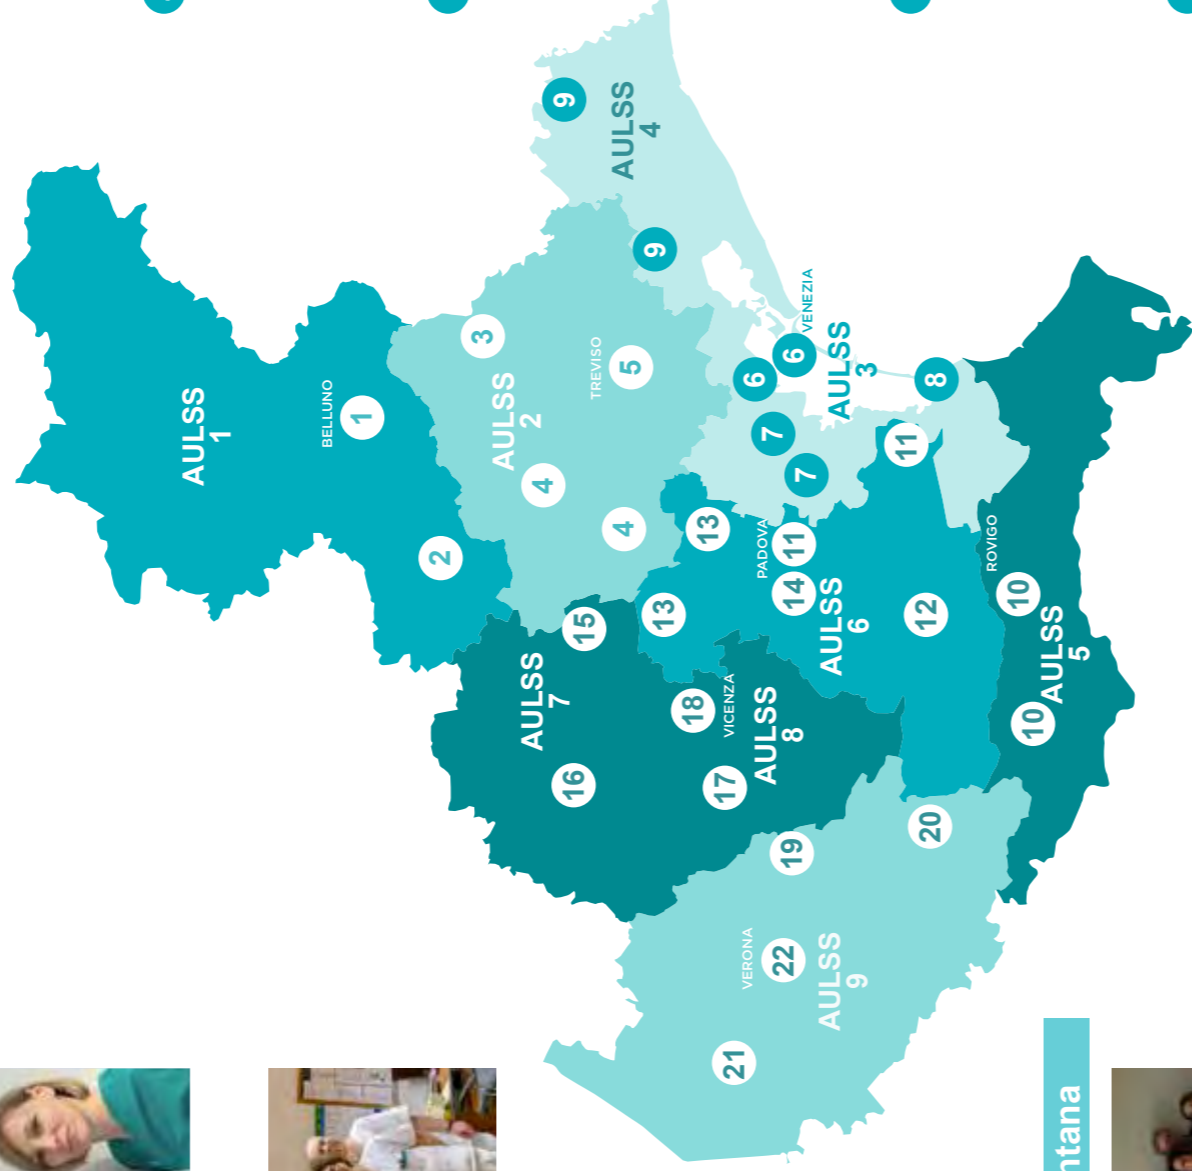 9
AULSS
4
9
AULSS
1
BELLUNO
1
2
3
AULSS
2
TREVISO
5
4
4
6
6
VENEZIA
AULSS
3
8
7
7
11
13
PADOVA
11
14
13
AULSS
6
12
ROVIGO
10
AULSS
5
10
15
AULSS
7
16
18
VICENZA
AULSS
8
17
19
20
VERONA
22
AULSS
9
21
ntana